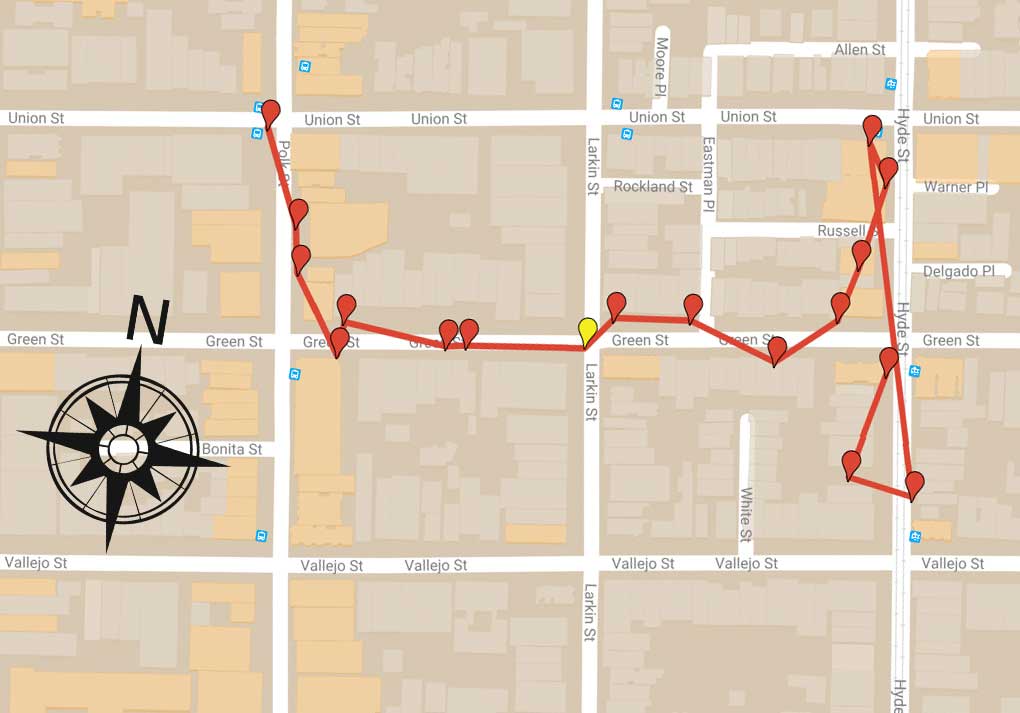 Allen St
Moore Pl
Union St
Union St
Union St
Union St
Union St
Union St
Hyde St
Polk St
Larkin St
Eastman Pl
Rockland St
Warner Pl
Russell S
Delgado Pl
N
Green St
Green St
Green St
Green St
Green St
Green St
Green St
Hyde St
Larkin St
Bonita St
White St
Vallejo St
Vallejo St
Vallejo St
Vallejo St
Vallejo St
Vallejo St
Larkin St
Hyde